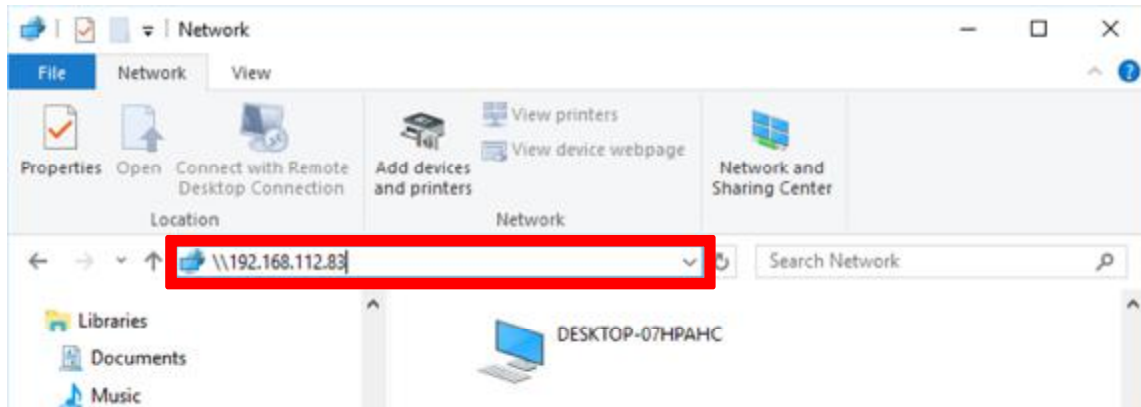 Network
File Network View
Properties Open Connect with Remote Desktop Connection
Add devices and printers
View printers
View device webpage
Network and Sharing Center
Location Network
\\192.168.112.83
Search Network
Libraries
DESKTOP-07HPAHC
Documents
Music